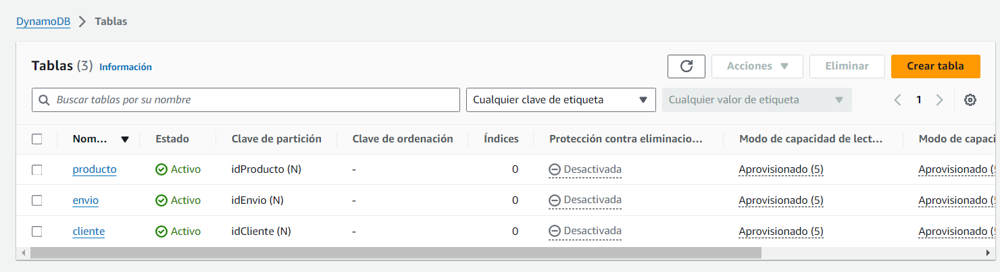 DynamoDB > Tablas
Tablas (3) Información Acciones Eliminar Crear tabla
Buscar tablas por su nombre Cualquier clave de etiqueta Cualquier valor de etiqueta 1
Nom... Estado Clave de partición Clave de ordenación Índices Protección contra eliminacio... Modo de capacidad de lect... Modo de capaci
producto Activo idProducto (N) - 0 Desactivada Aprovisionado (5) Aprovisionado (5
envio Activo idEnvio (N) - 0 Desactivada Aprovisionado (5) Aprovisionado (5
cliente Activo idCliente (N) - 0 Desactivada Aprovisionado (5) Aprovisionado (5